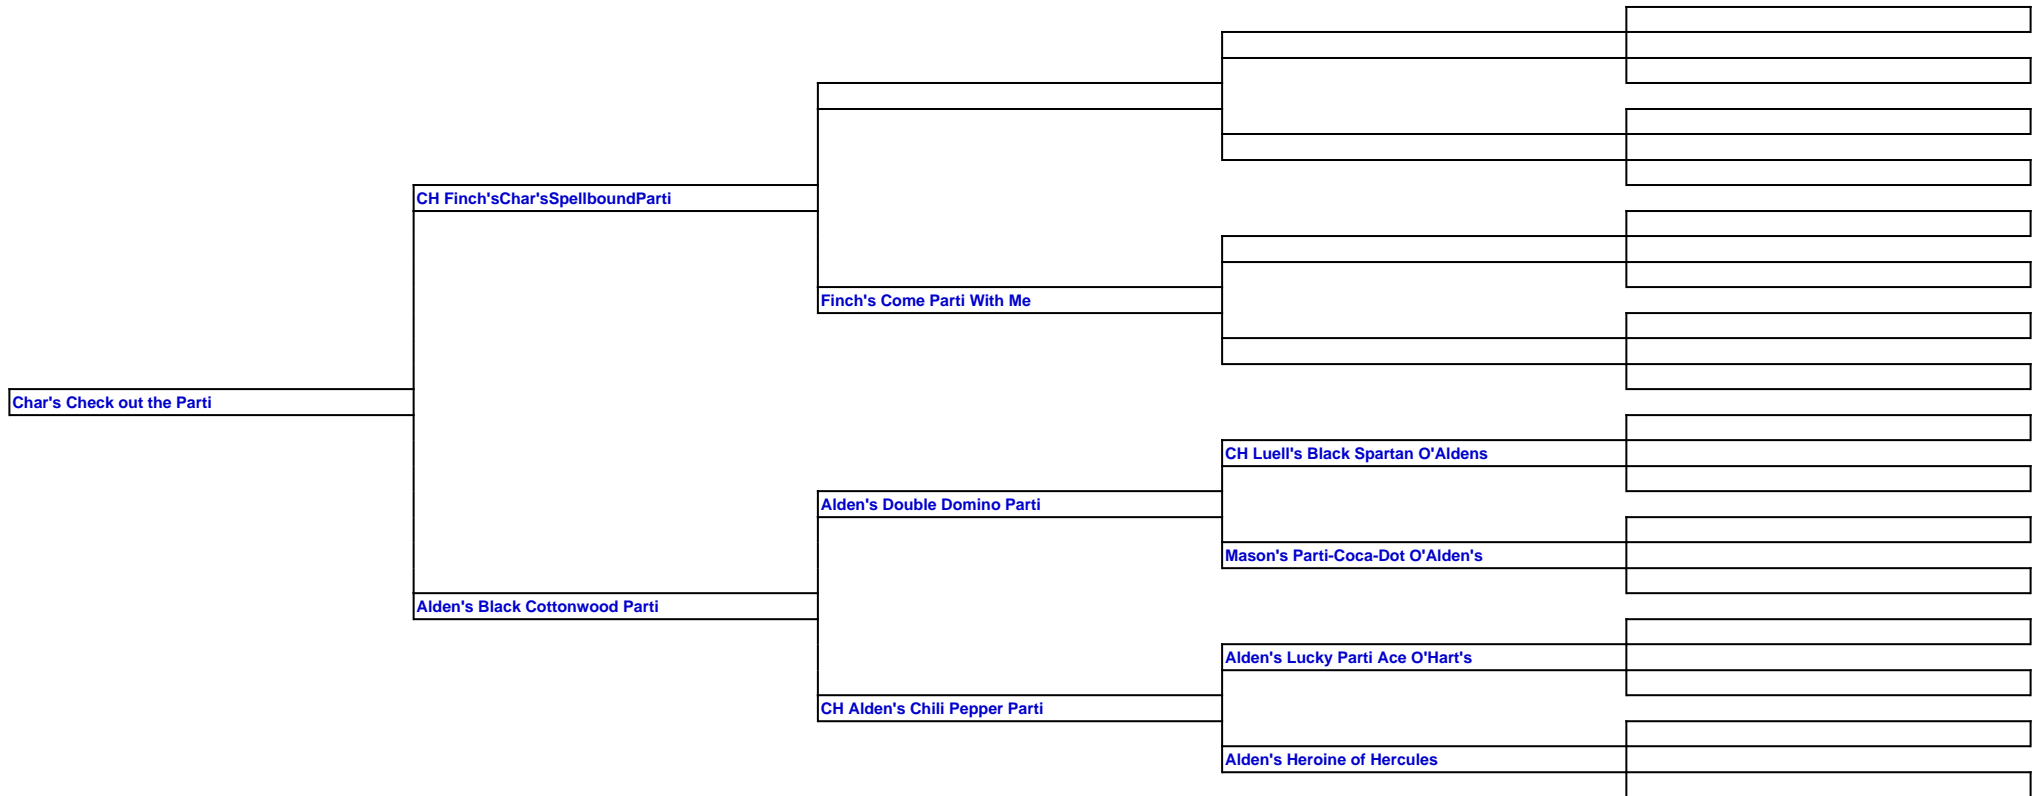 CH Finch'sChar'sSpellboundParti
Finch's Come Parti With Me
Char's Check out the Parti
CH Luell's Black Spartan O'Aldens
Alden's Double Domino Parti
Mason's Parti-Coca-Dot O'Alden's
Alden's Black Cottonwood Parti
Alden's Lucky Parti Ace O'Hart's
CH Alden's Chili Pepper Parti
Alden's Heroine of Hercules